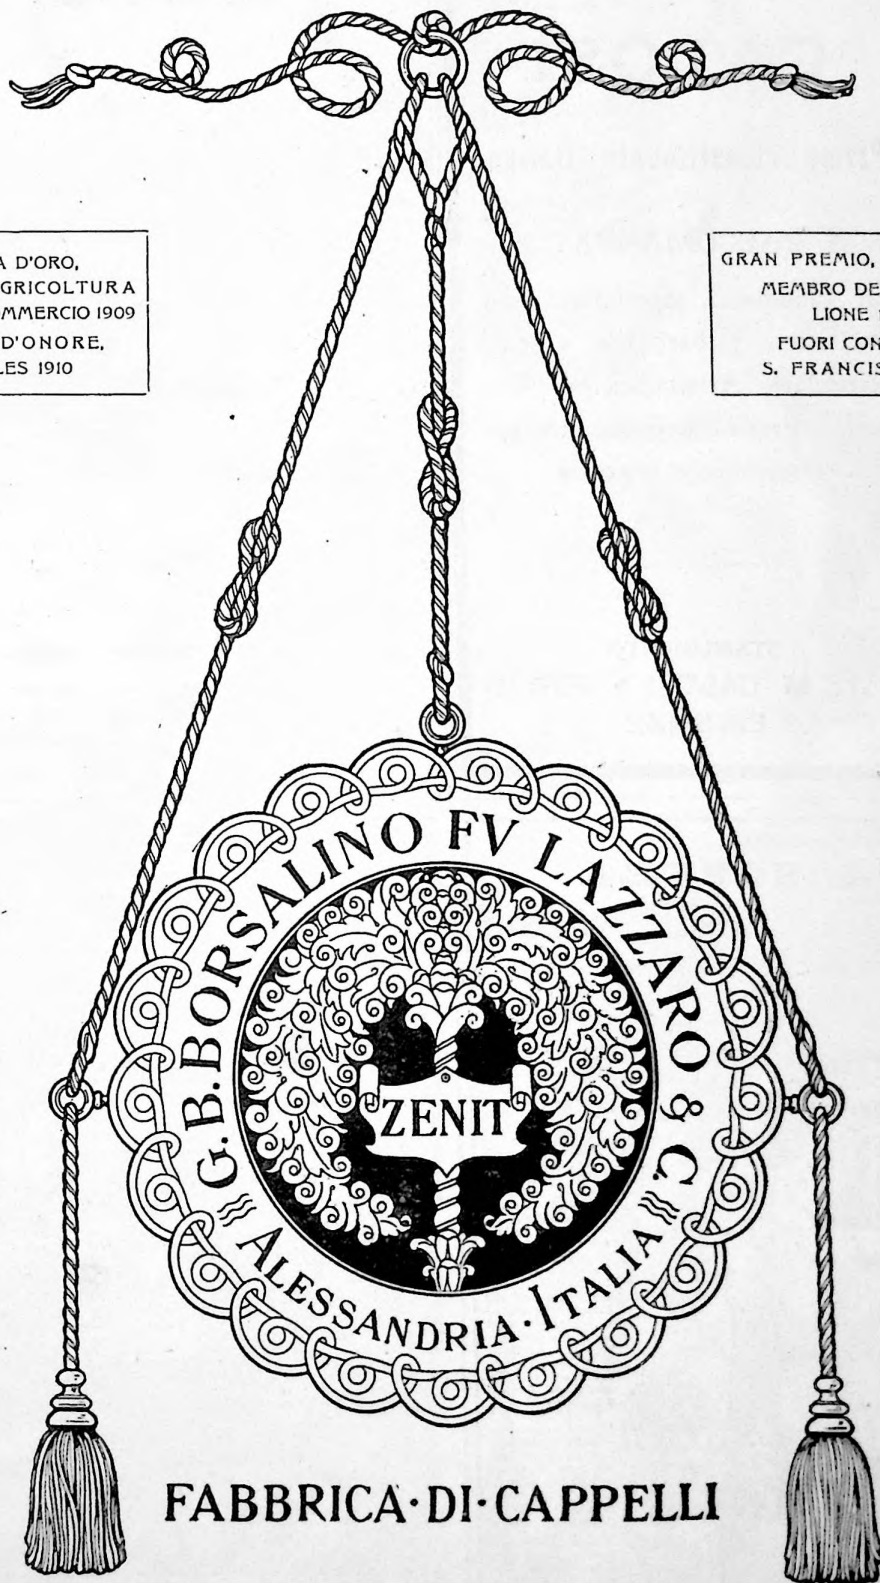 A D'ORO,
GRICOLTURA
MMERCIO 1909
D'ONORE,
LES 1910
GRAN PREMIO,
MEMBRO DE
LIONE
FUORI CON
S. FRANCIS
G. B. BORSALINO FV LAZZARO & C.
ZENIT
ALESSANDRIA · ITALIA
FABBRICA · DI · CAPPELLI